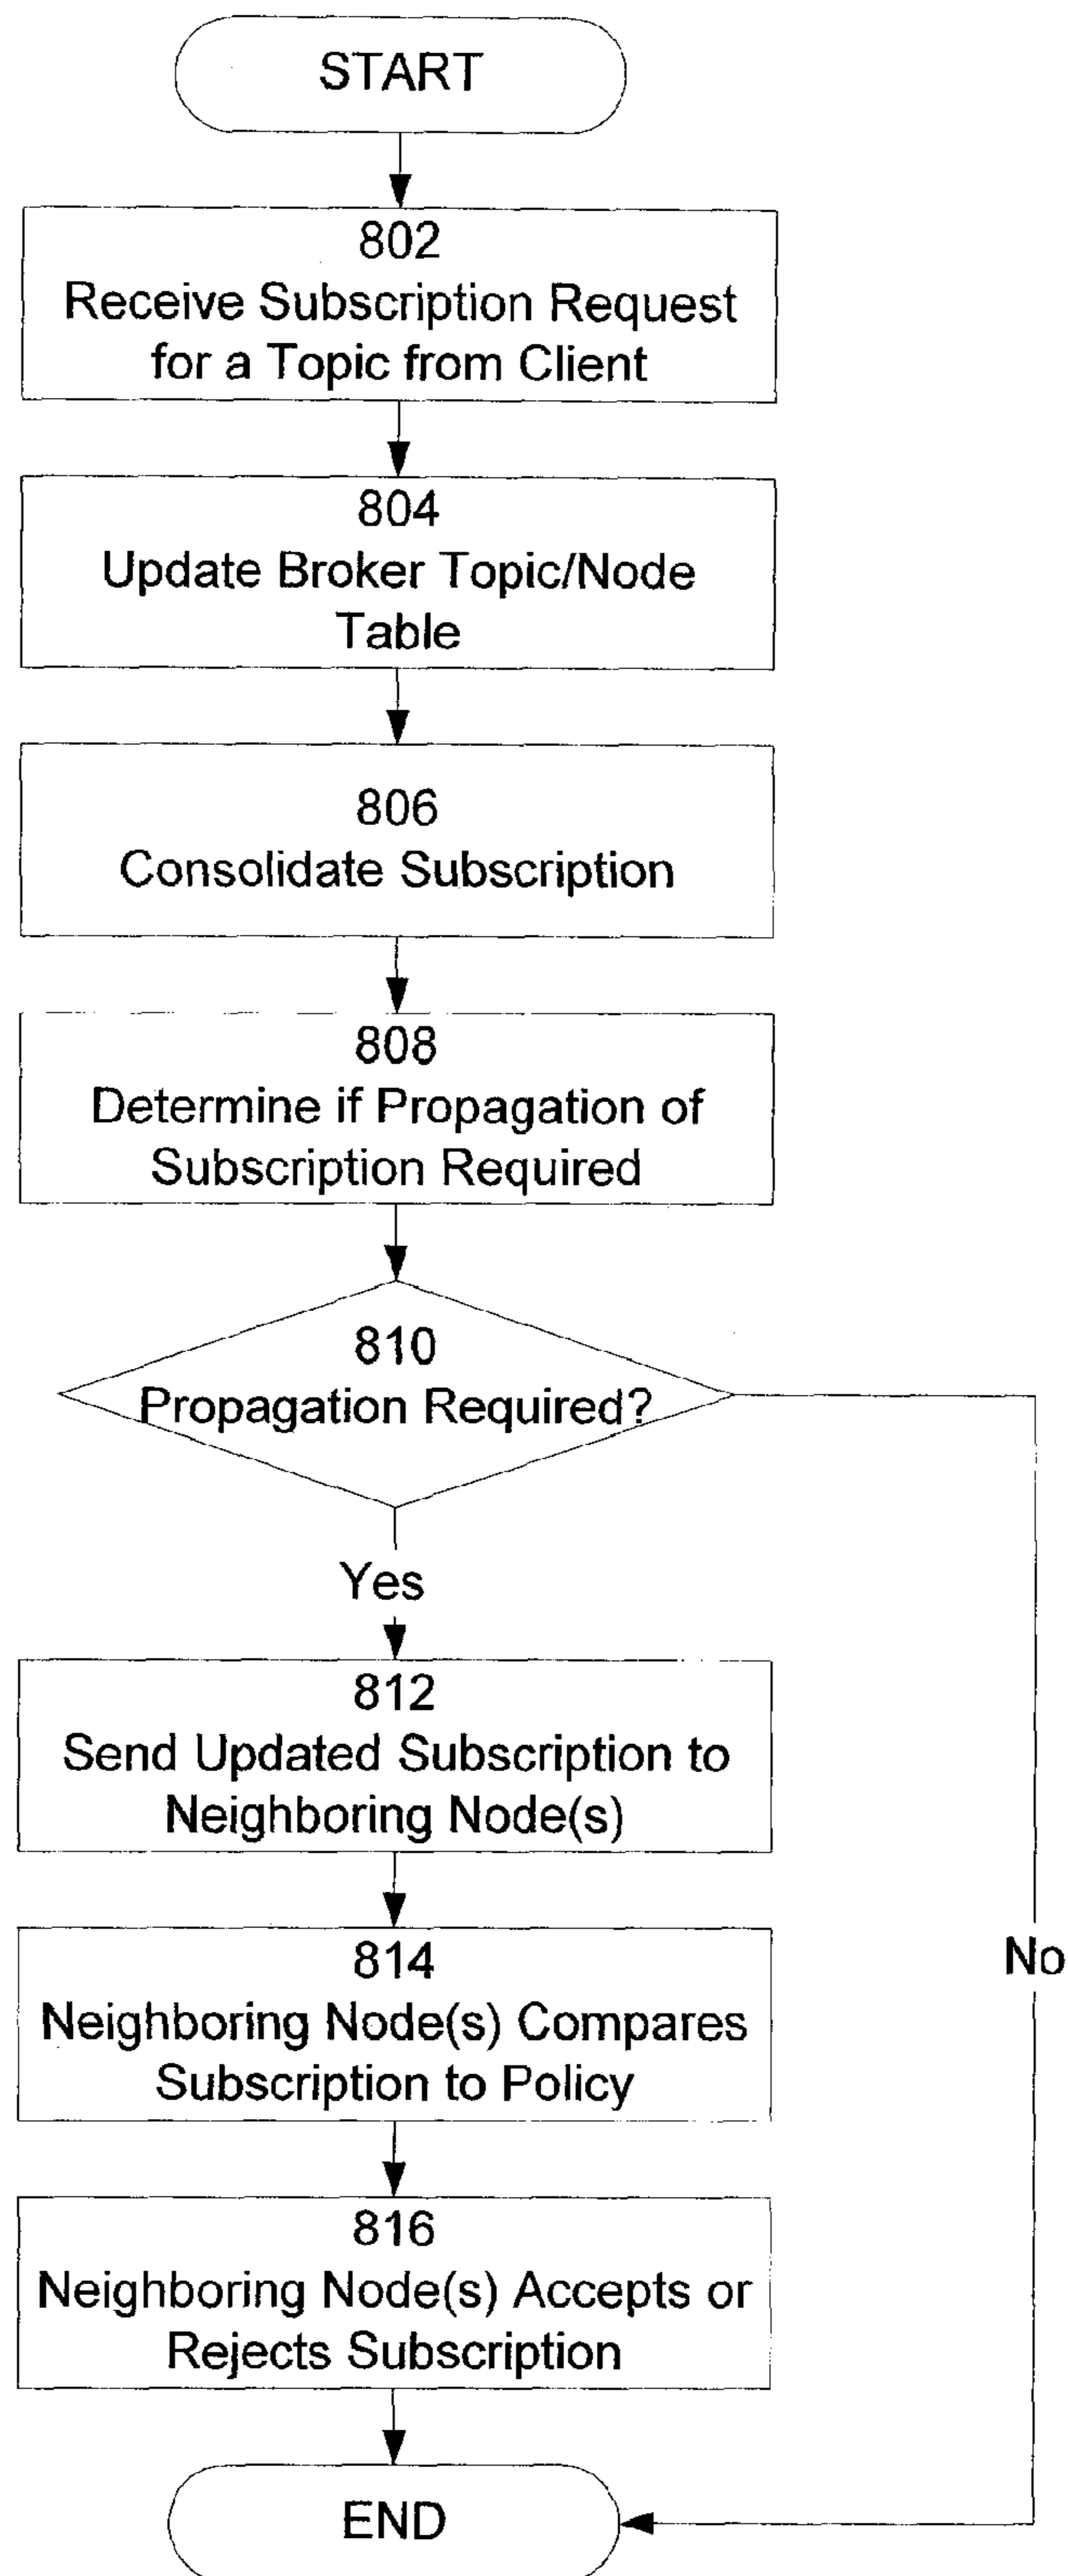 START
802
Receive Subscription Request
for a Topic from Client
804
Update Broker Topic/Node
Table
806
Consolidate Subscription
808
Determine if Propagation of
Subscription Required
810
Propagation Required?
Yes
812
Send Updated Subscription to
Neighboring Node(s)
814
Neighboring Node(s) Compares
Subscription to Policy
No
816
Neighboring Node(s) Accepts or
Rejects Subscription
END